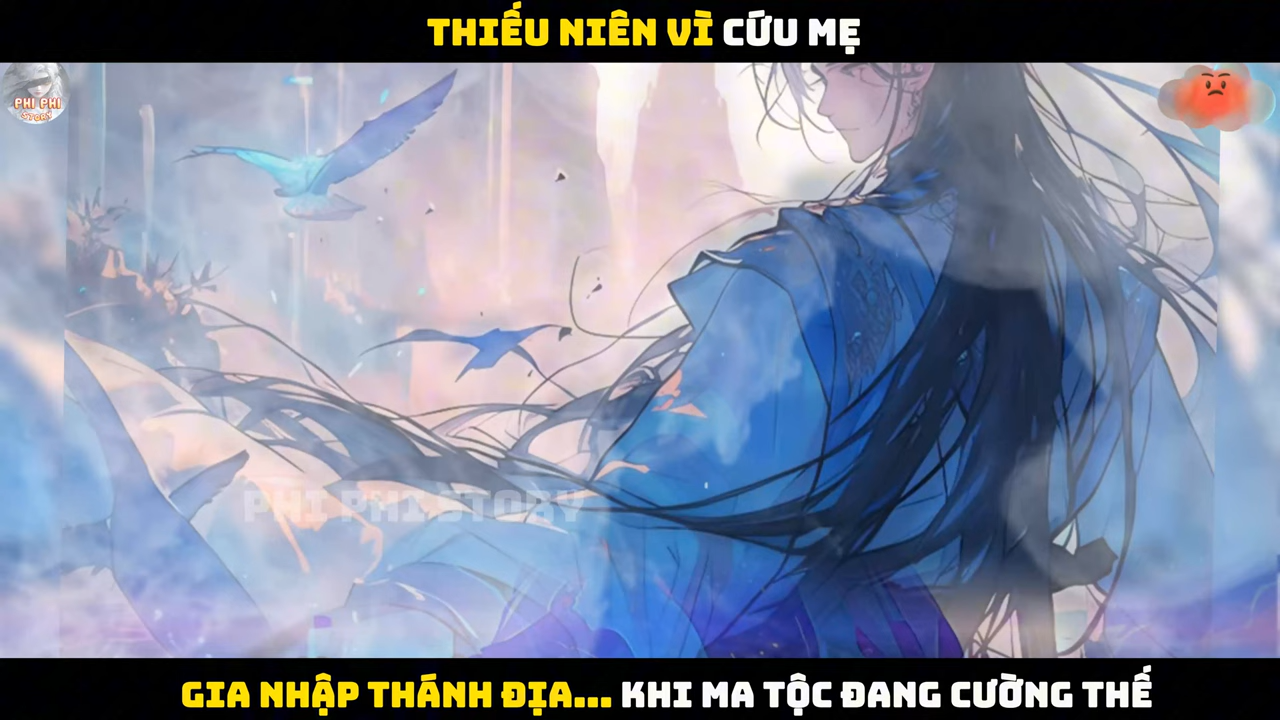 THIẾU NIÊN VÌ CỨU MẸ
PHI PHI
STORY
PHI PHI STORY
GIA NHẬP THÁNH ĐỊA... KHI MA TỘC ĐANG CƯỜNG THẾ